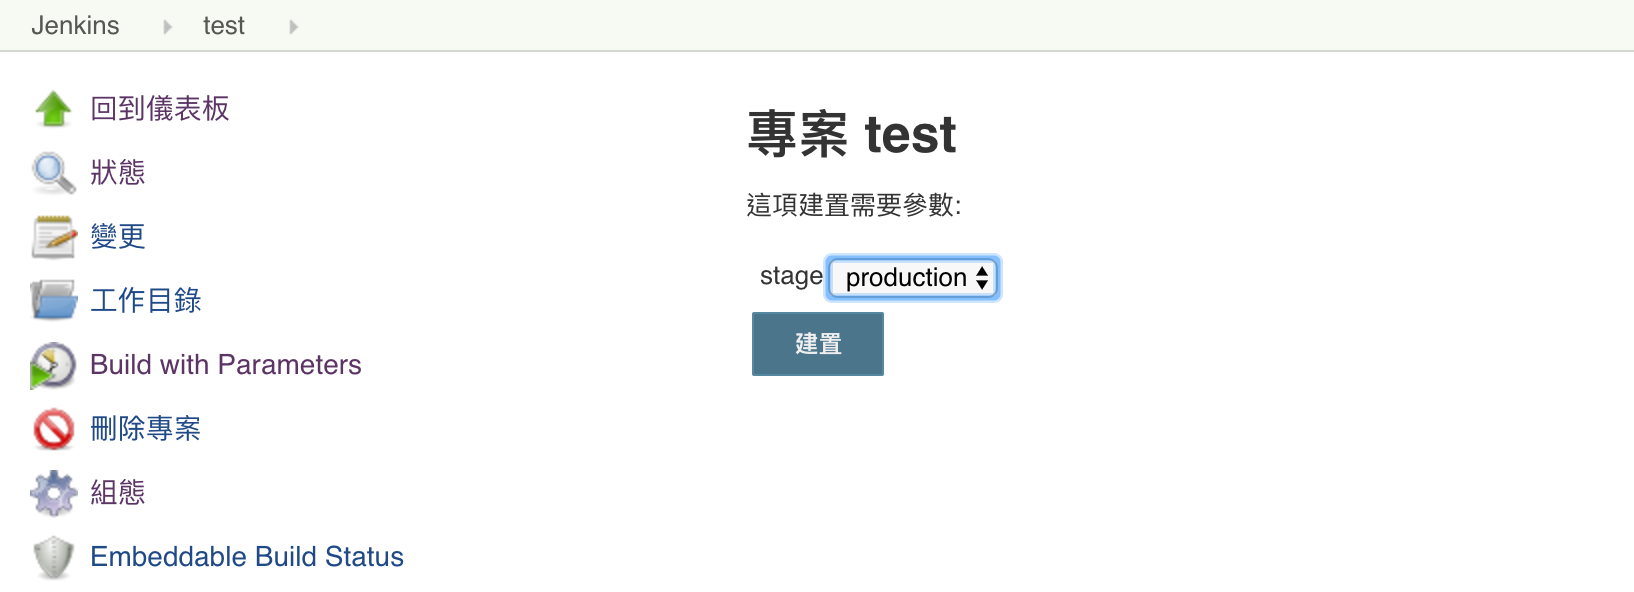 Jenkins test
回到儀表板
狀態
變更
工作目錄
Build with Parameters
刪除專案
組態
Embeddable Build Status
專案 test
這項建置需要參數:
stage production
建置